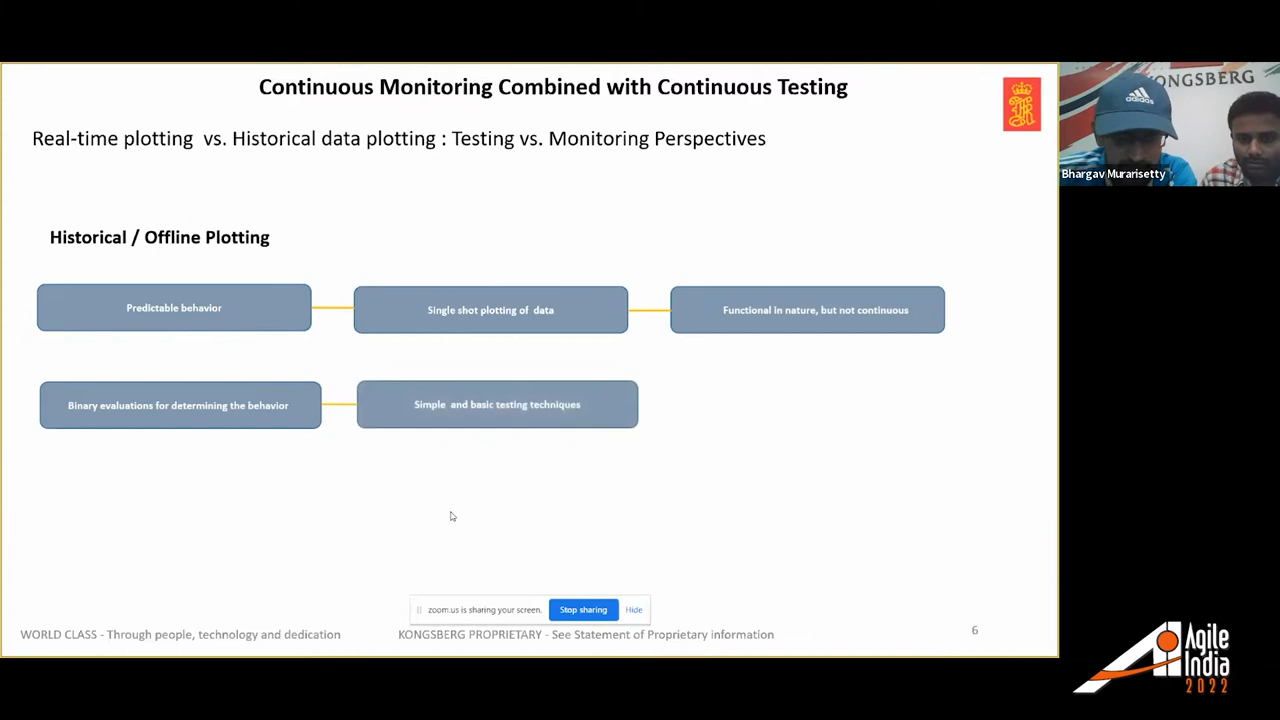 Continuous Monitoring Combined with Continuous Testing
Real-time plotting vs. Historical data plotting : Testing vs. Monitoring Perspectives
KONGSBERG
adidas
Bhargav Murarisetty
Historical / Offline Plotting
Predictable behavior
Single shot plotting of data
Functional in nature, but not continuous
Binary evaluations for determining the behavior
Simple and basic testing techniques
zoom.us is sharing your screen.
Stop sharing
Hide
WORLD CLASS - Through people, technology and dedication
KONGSBERG PROPRIETARY - See Statement of Proprietary information
6
Agile
India
2022